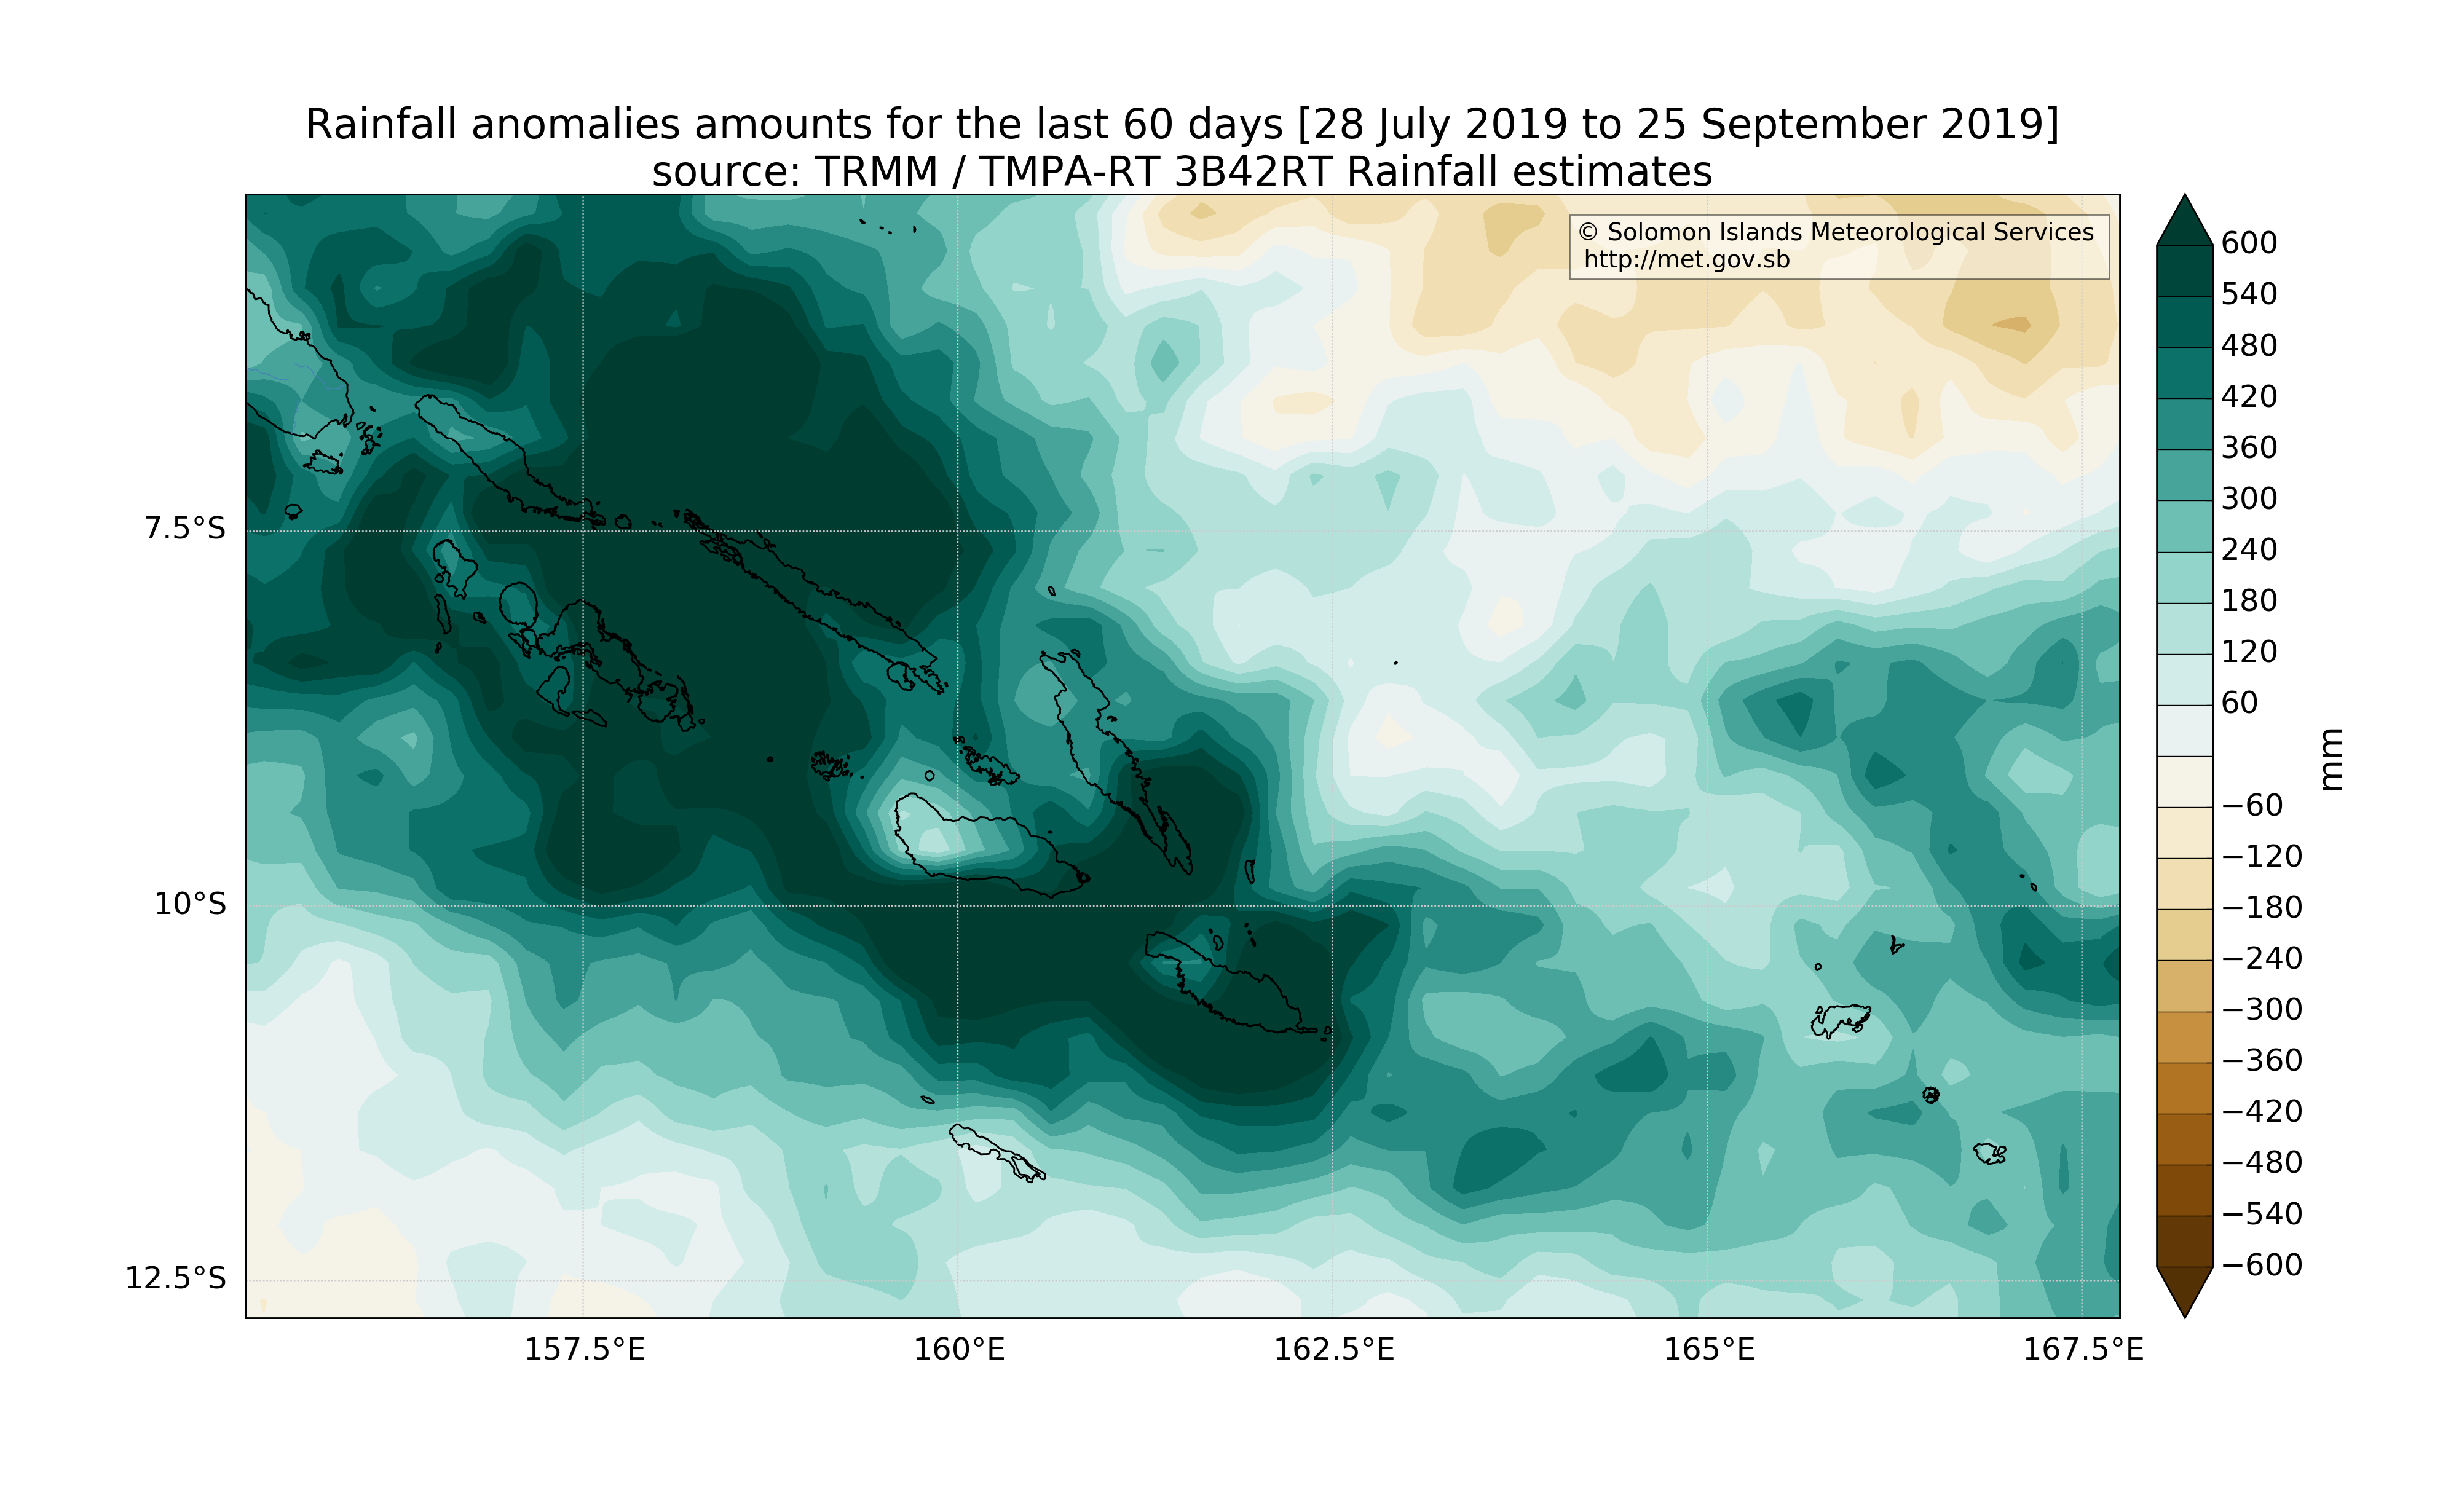 Rainfall anomalies amounts for the last 60 days [28 July 2019 to 25 September 2019]
source: TRMM / TMPA-RT 3B42RT Rainfall estimates
© Solomon Islands Meteorological Services
http://met.gov.sb
7.5°S
10°S
12.5°S
157.5°E
160°E
162.5°E
165°E
167.5°E
600
540
480
420
360
300
240
180
120
60
−60
−120
−180
−240
−300
−360
−420
−480
−540
−600
mm